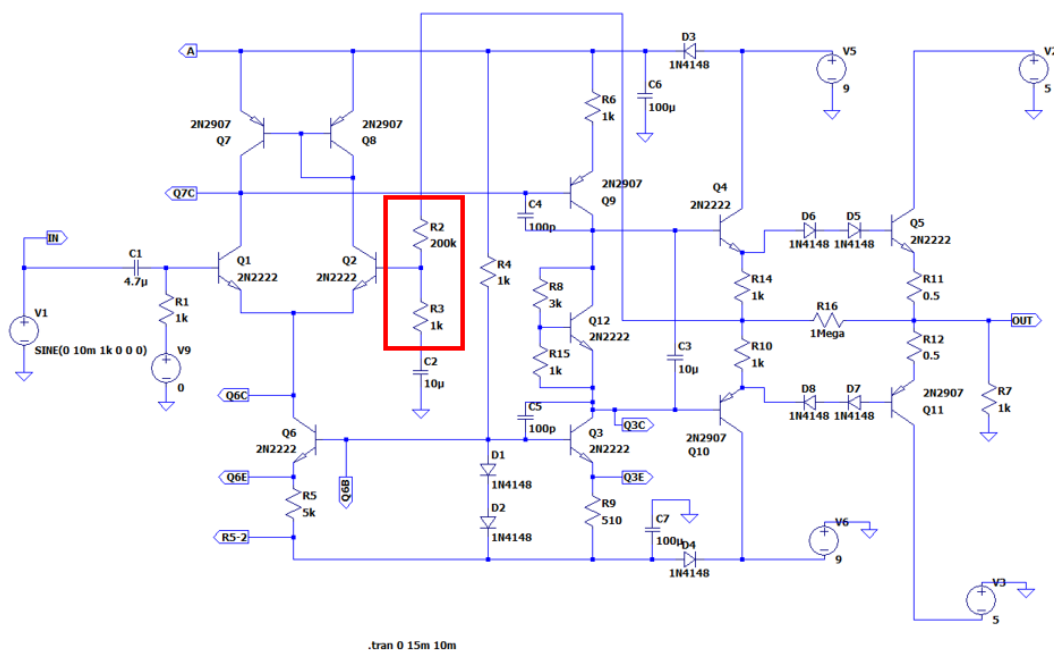 A
D3
1N4148
V5
9
V2
5
C6
100µ
R6
1k
2N2907
Q7
2N2907
Q8
Q7C
2N2907
Q9
C4
100p
Q4
2N2222
D6
1N4148
D5
1N4148
Q5
2N2222
R2
200k
IN
C1
4.7µ
Q1
2N2222
Q2
2N2222
R4
1k
R14
1k
R11
0.5
R8
3k
R1
1k
R3
1k
Q12
2N2222
R16
1Mega
OUT
V1
SINE(0 10m 1k 0 0 0)
V9
0
C2
10µ
R15
1k
C3
10µ
R10
1k
R12
0.5
D8
1N4148
D7
1N4148
2N2907
Q11
R7
1k
Q6C
C5
100p
Q3C
2N2907
Q10
Q6
2N2222
Q3
2N2222
Q6E
Q6B
D1
1N4148
Q3E
R5
5k
D2
1N4148
R9
510
C7
100µ
V6
9
R5-2
D4
1N4148
V3
5
.tran 0 15m 10m